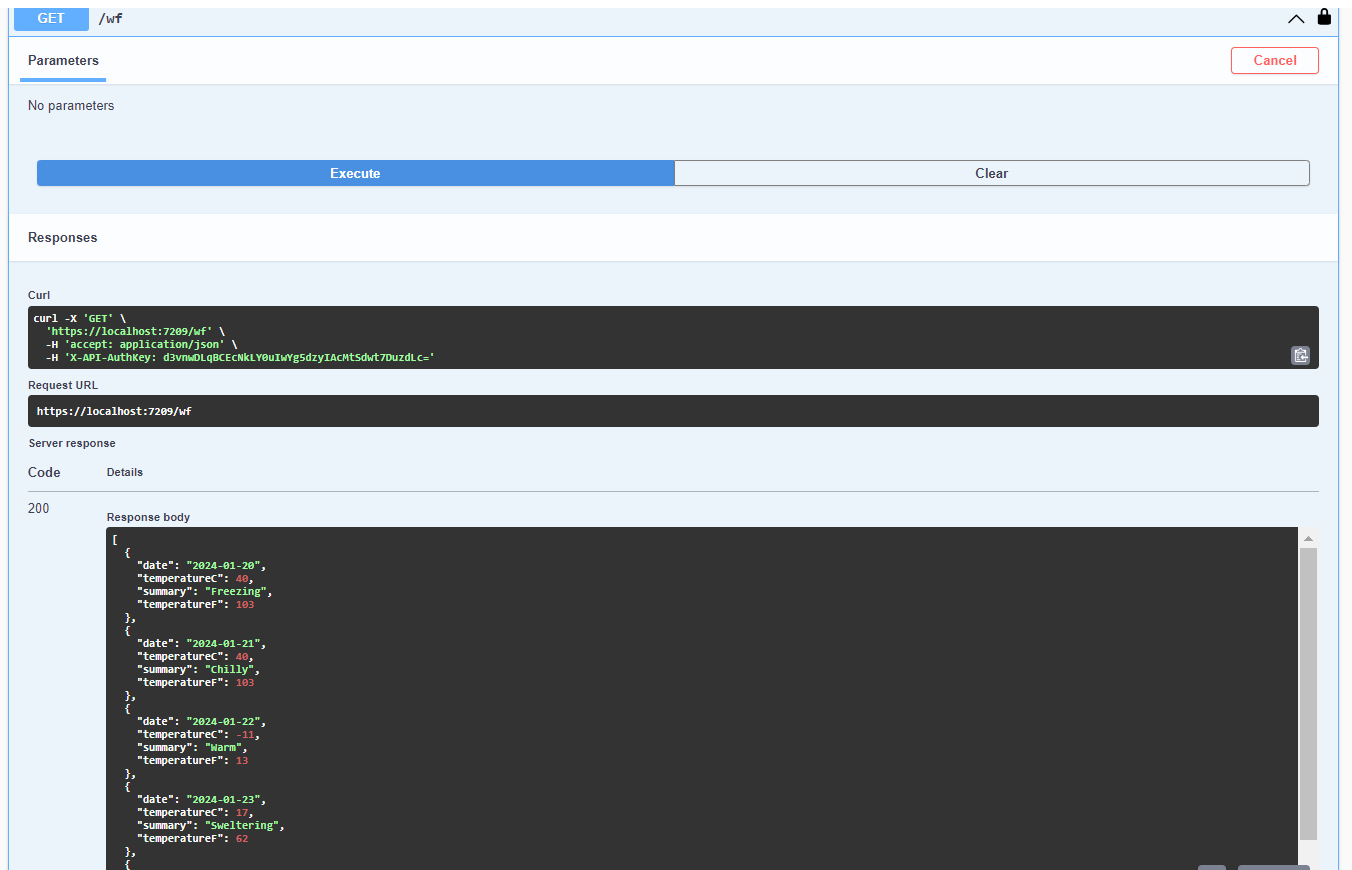 GET /wf
Parameters
Cancel
No parameters
Execute
Clear
Responses
Curl
curl -X 'GET' \
  'https://localhost:7209/wf' \
  -H 'accept: application/json' \
  -H 'X-API-AuthKey: d3vnwDLqBCEcNkLY0uIwYg5dzyIAcMtSdwt7DuzdLc='
Request URL
https://localhost:7209/wf
Server response
Code Details
200
Response body
[
  {
    "date": "2024-01-20",
    "temperatureC": 40,
    "summary": "Freezing",
    "temperatureF": 103
  },
  {
    "date": "2024-01-21",
    "temperatureC": 40,
    "summary": "Chilly",
    "temperatureF": 103
  },
  {
    "date": "2024-01-22",
    "temperatureC": -11,
    "summary": "Warm",
    "temperatureF": 13
  },
  {
    "date": "2024-01-23",
    "temperatureC": 17,
    "summary": "Sweltering",
    "temperatureF": 62
  },
  {